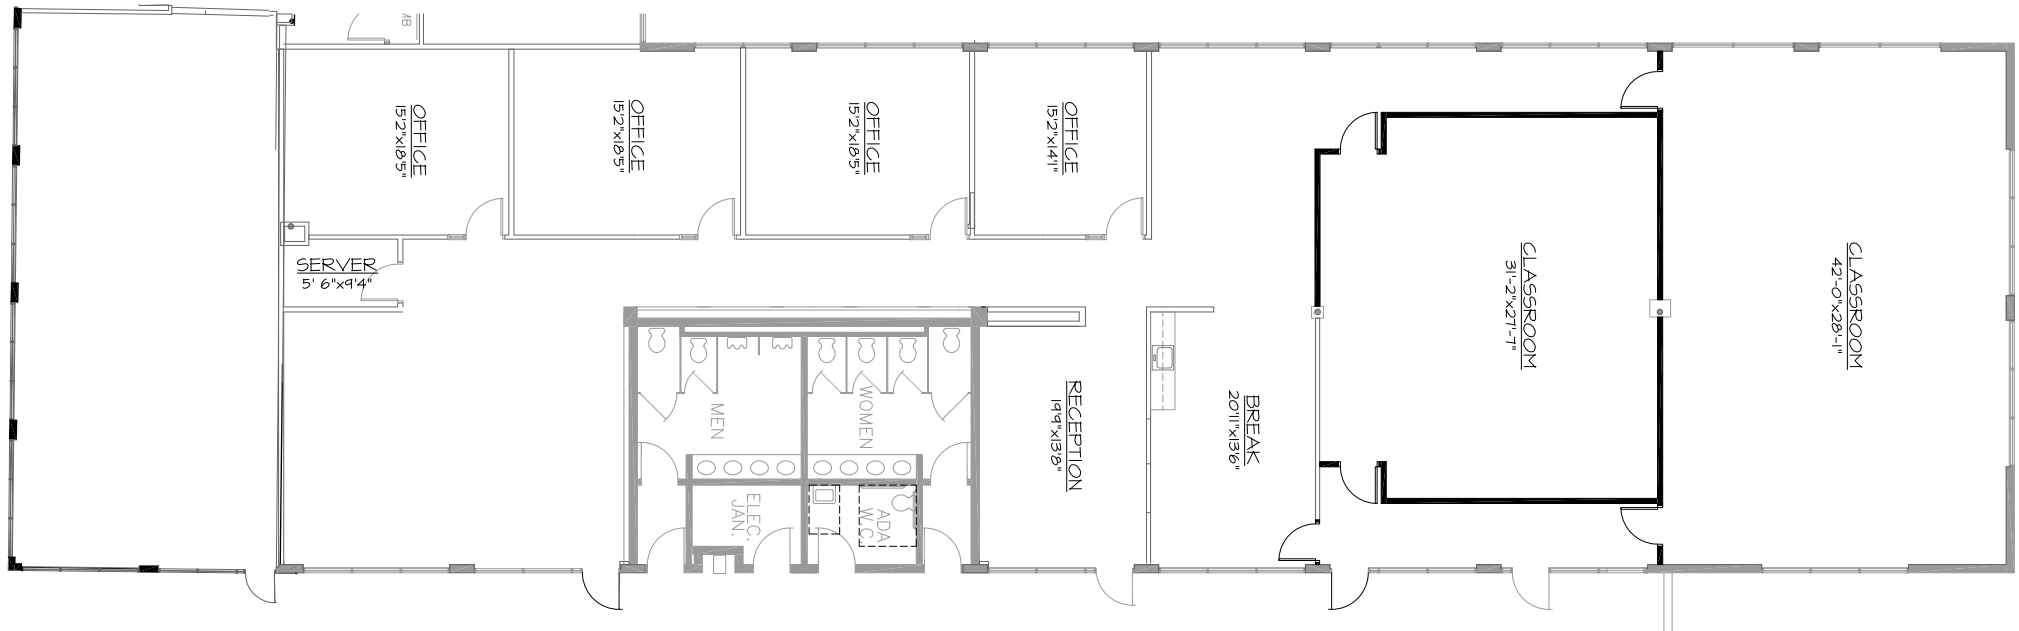 MB
OFFICE
15'2"x18'5"
OFFICE
15'2"x18'5"
OFFICE
15'2"x18'5"
OFFICE
15'2"x14'1"
SERVER
5' 6"x9'4"
CLASSROOM
31'-2"x27'-7"
CLASSROOM
42'-0"x28'-1"
MEN
WOMEN
RECEPTION
19'9"x13'8"
BREAK
20'11"x13'6"
ELEC.
JAN.
ADA
W.C.